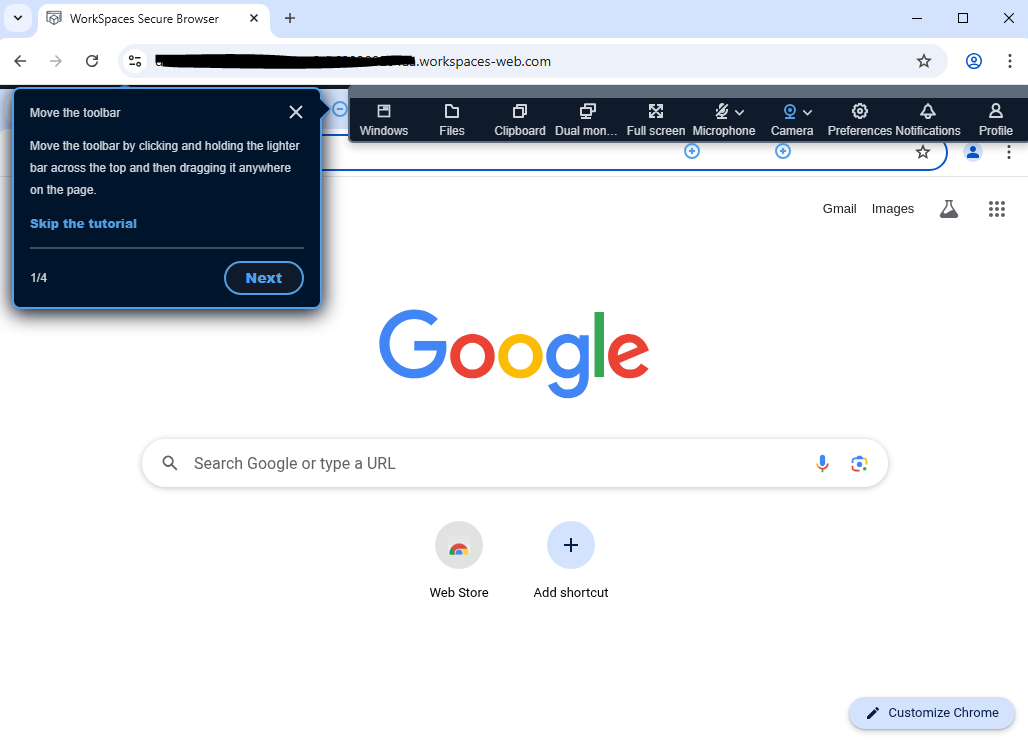 WorkSpaces Secure Browser
.workspaces-web.com
Move the toolbar
Move the toolbar by clicking and holding the lighter
bar across the top and then dragging it anywhere
on the page.
Skip the tutorial
1/4
Next
Windows
Files
Clipboard
Dual mon...
Full screen
Microphone
Camera
Preferences
Notifications
Profile
Gmail
Images
Google
Search Google or type a URL
Web Store
Add shortcut
Customize Chrome